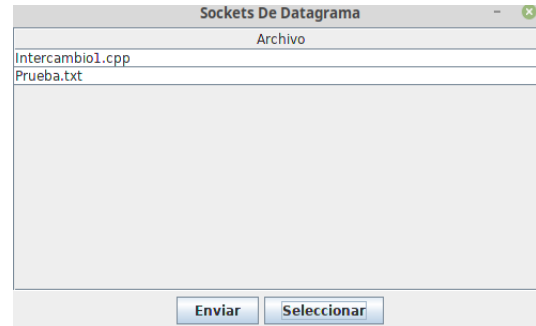 Sockets De Datagrama
Archivo
Intercambio1.cpp
Prueba.txt
Enviar Seleccionar